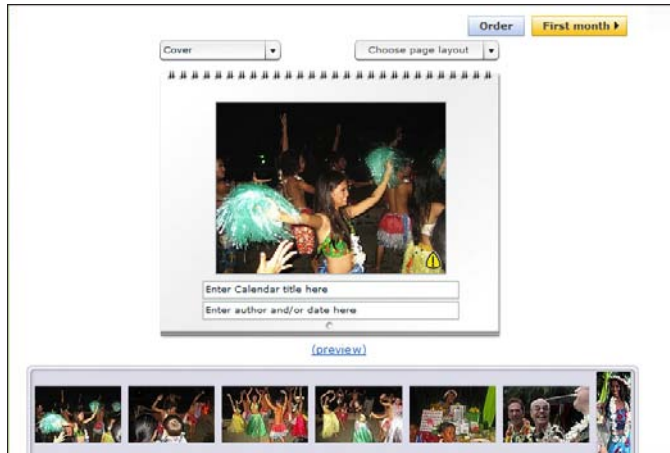 Order
First month
Cover
Choose page layout
Enter Calendar title here
Enter author and/or date here
(preview)